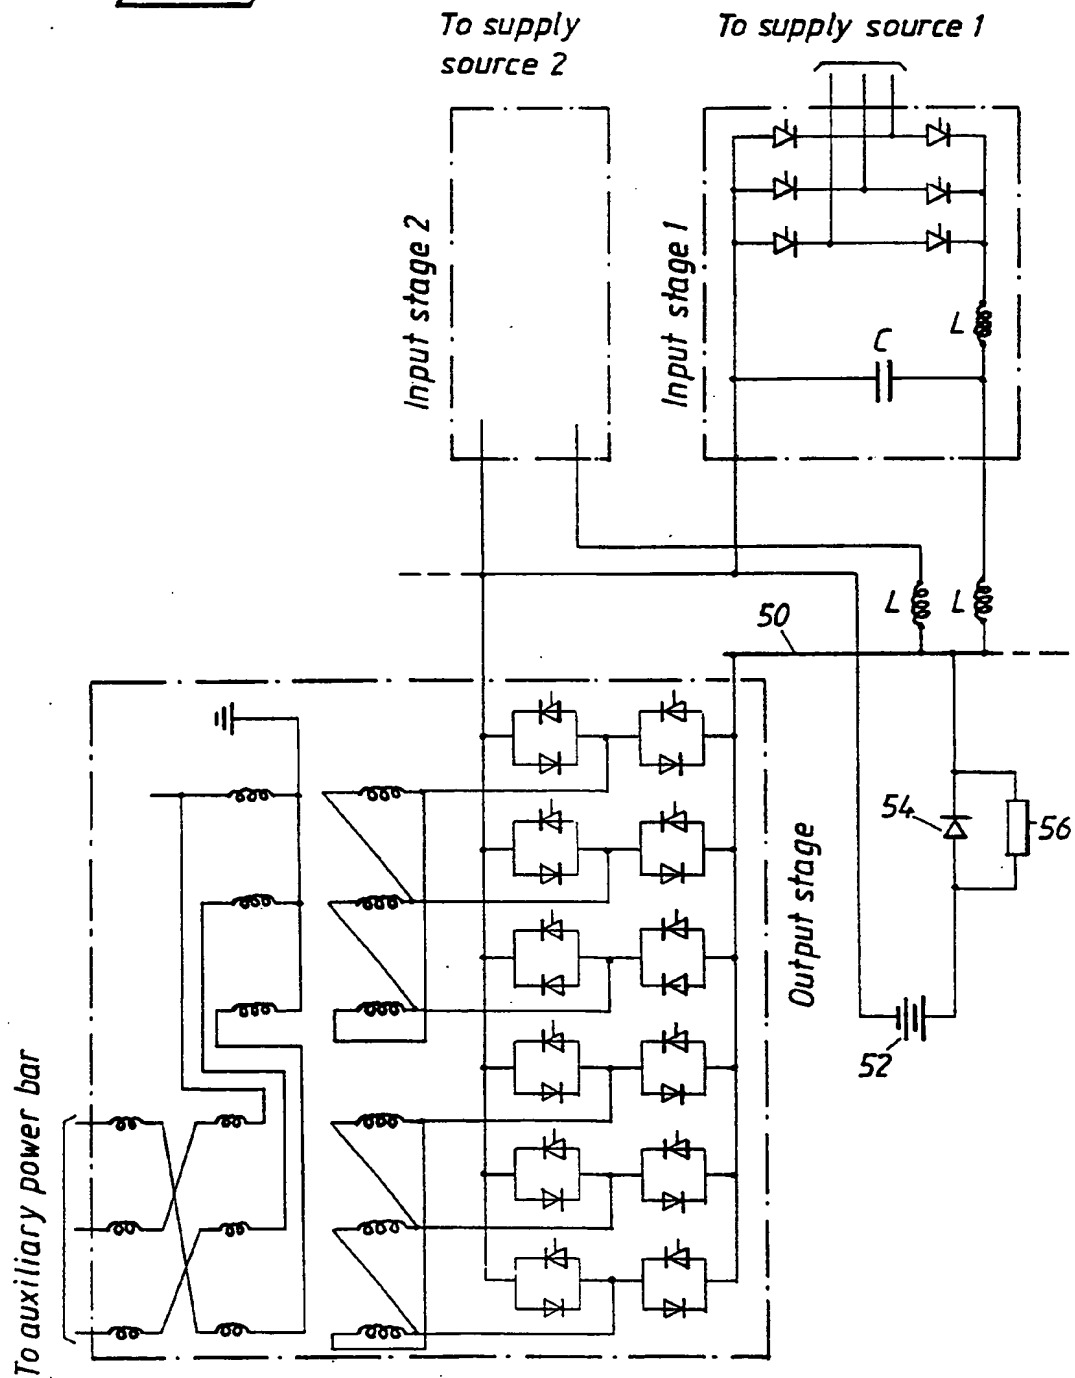 To supply
source 2
To supply source 1
Input stage 2
Input stage 1
L
C
L
L
50
54
56
Output stage
52
To auxiliary power bar